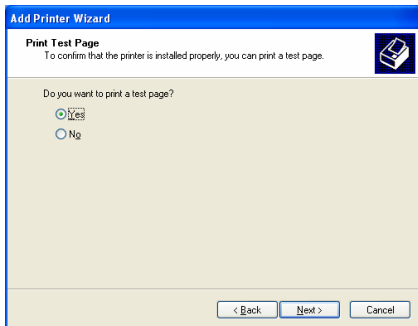 Add Printer Wizard
Print Test Page
To confirm that the printer is installed properly, you can print a test page.
Do you want to print a test page?
Yes
No
< Back
Next >
Cancel